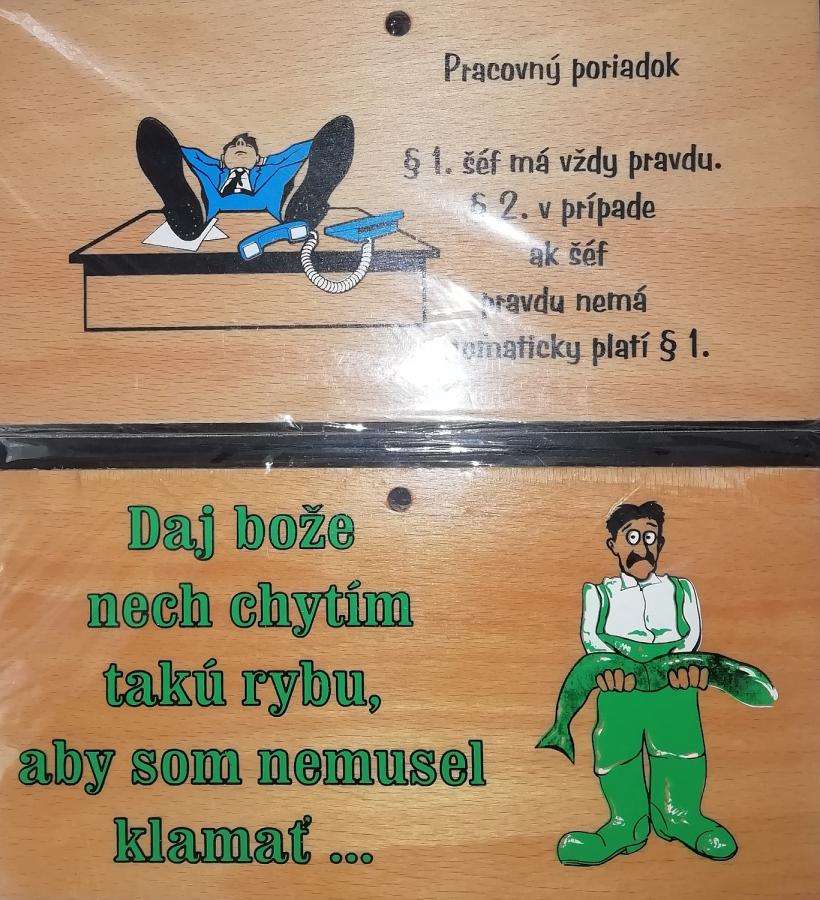 Pracovný poriadok
§ 1. šéf má vždy pravdu.
§ 2. v prípade
ak šéf
pravdu nemá
automaticky platí § 1.
Daj bože
nech chytím
takú rybu,
aby som nemusel
klamať ...